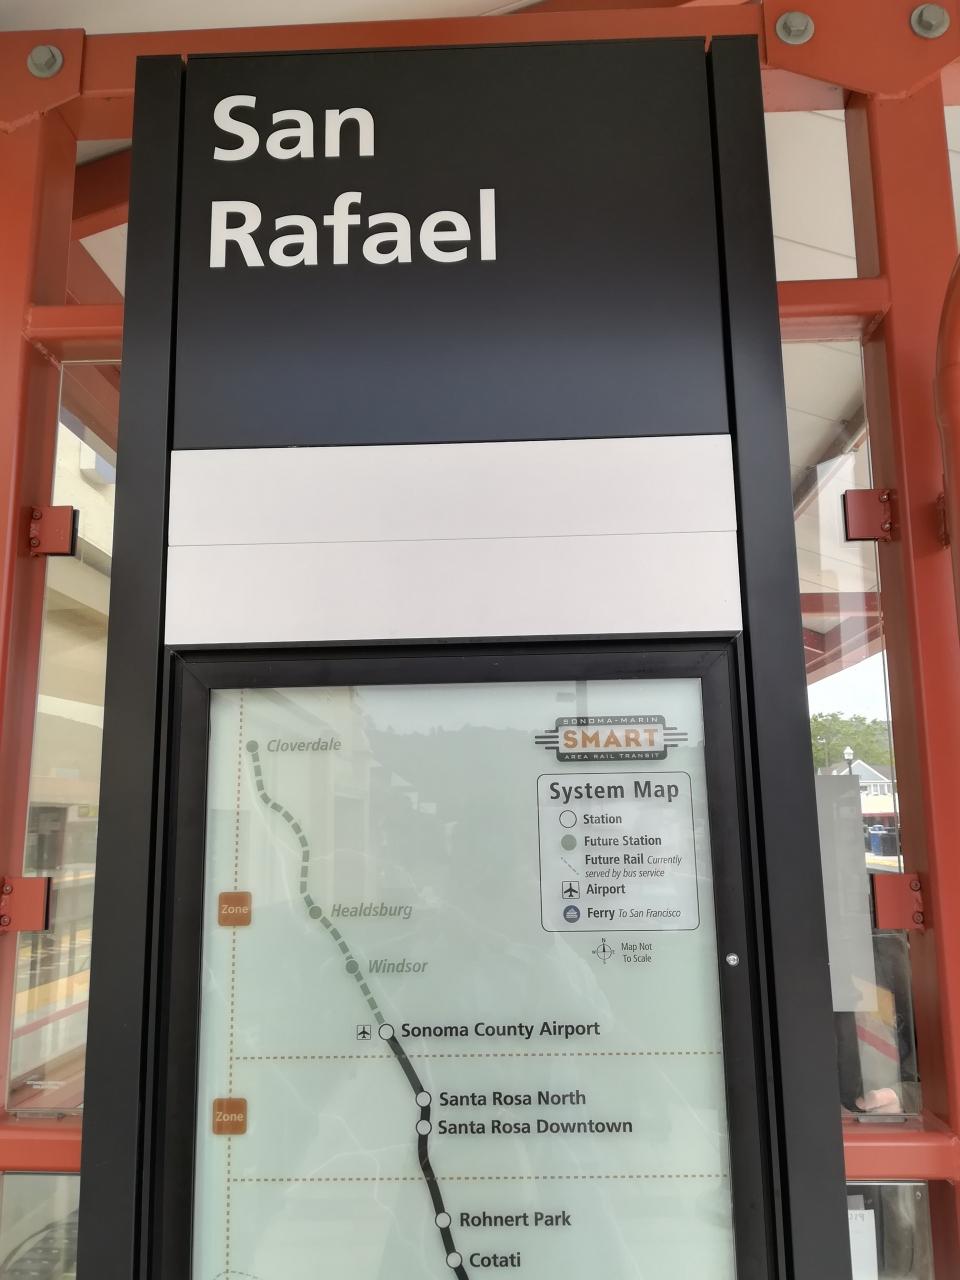 San
Rafael
Cloverdale
SONOMA-MARIN
SMART
AREA RAIL TRANSIT
System Map
Station
Future Station
Future Rail Currently
served by bus service
Airport
Ferry To San Francisco
Zone
Healdsburg
N
W
E
S
Map Not
To Scale
Windsor
Sonoma County Airport
Zone
Santa Rosa North
Santa Rosa Downtown
Rohnert Park
Cotati